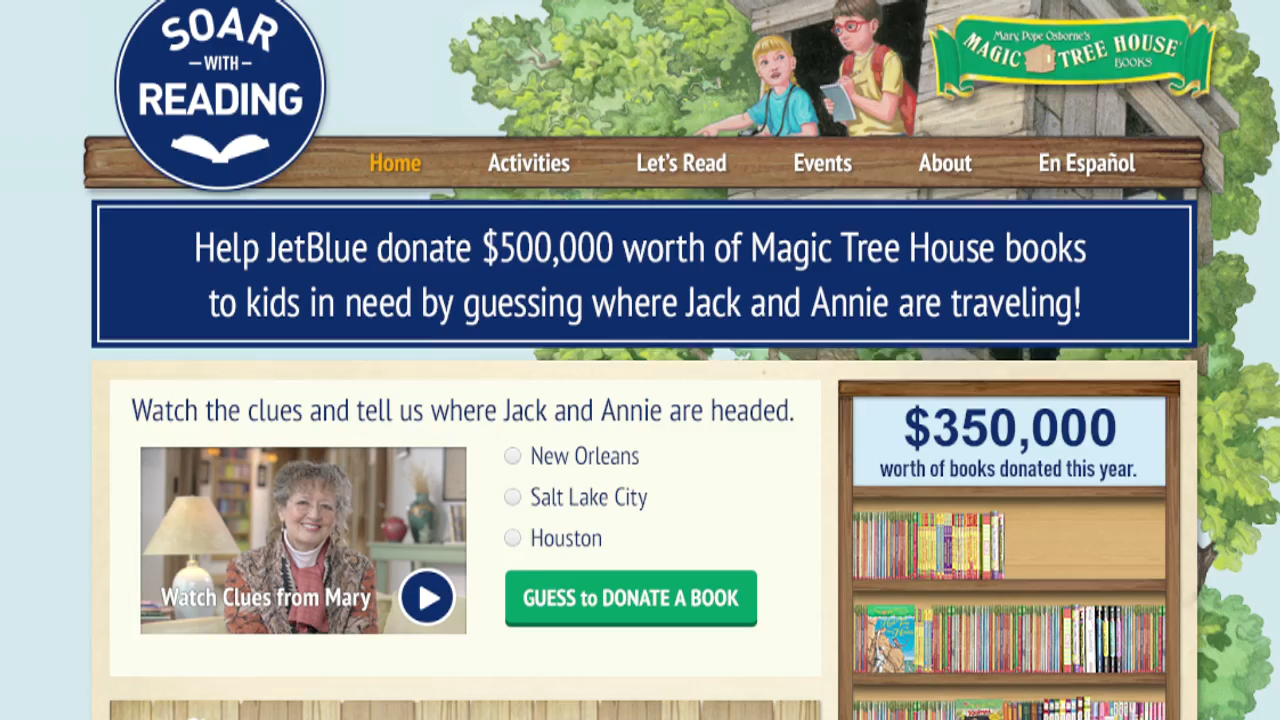 SOAR
WITH
READING
Mary Pope Osborne's
MAGIC TREE HOUSE
BOOKS
Home Activities Let's Read Events About En Español
Help JetBlue donate $500,000 worth of Magic Tree House books
to kids in need by guessing where Jack and Annie are traveling!
Watch the clues and tell us where Jack and Annie are headed.
New Orleans
Salt Lake City
Houston
Watch Clues from Mary
GUESS to DONATE A BOOK
$350,000
worth of books donated this year.